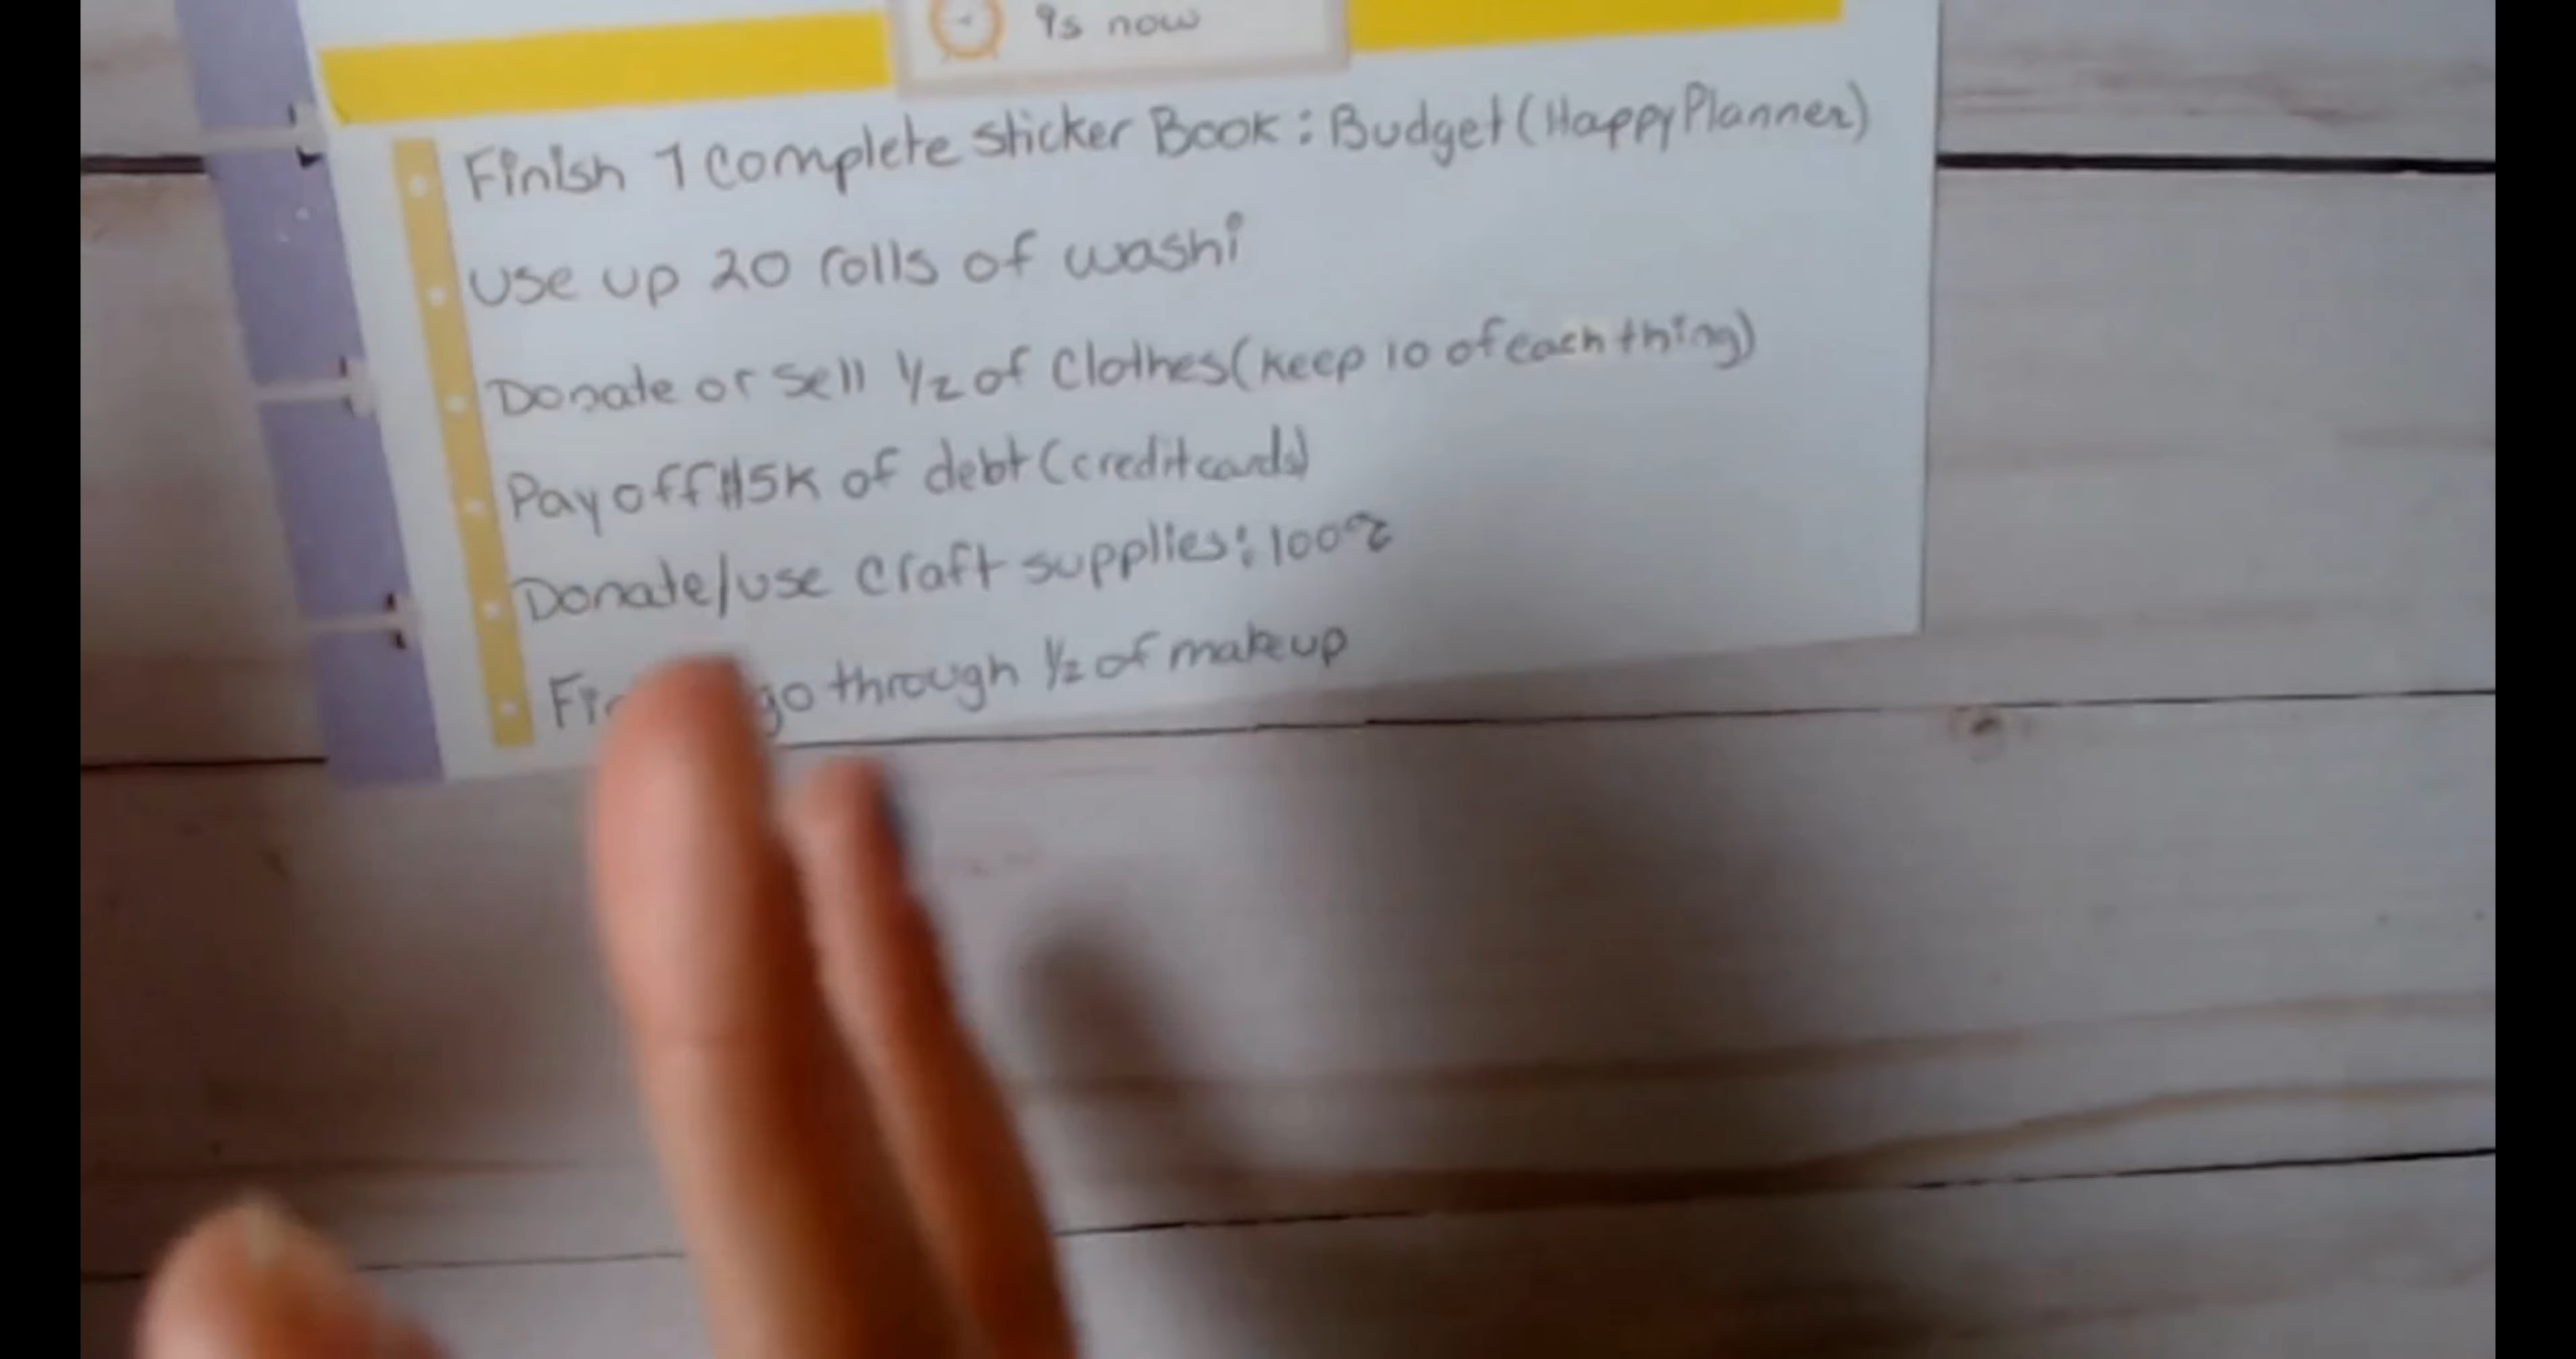 is now
Finish 1 Complete Sticker Book: Budget (Happy Planner)
Use up 20 rolls of washi
Donate or Sell 1/2 of Clothes (keep 10 of each thing)
Pay off $5K of debt (credit cards)
Donate/use Craft supplies: 100%
go through 1/2 of makeup